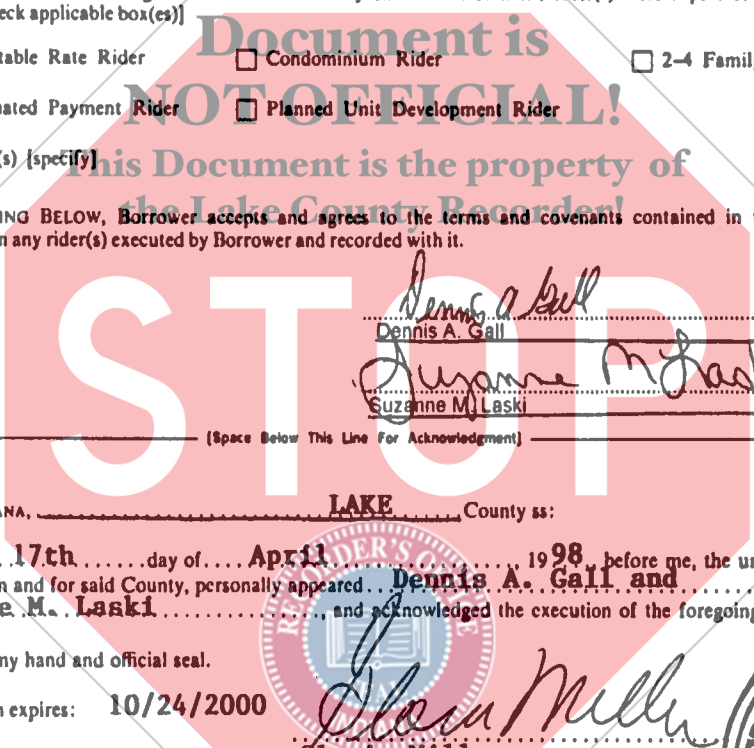 eck applicable box(es)]
Document is
table Rate Rider ☐ Condominium Rider ☐ 2-4 Famil
NOT OFFICIAL!
ated Payment Rider ☐ Planned Unit Development Rider
(s) [specify]
This Document is the property of
the Lake County Recorder!
ING BELOW, Borrower accepts and agrees to the terms and covenants contained in
n any rider(s) executed by Borrower and recorded with it.
STOP
Dennis A Gall
Dennis A. Gall
Suzanne M Lask
Suzanne M. Laski
[Space Below This Line For Acknowledgment]
ANA, LAKE County ss:
17th day of April, 1998, before me, the un
n and for said County, personally appeared Dennis A. Gall and
e M. Laski, and acknowledged the execution of the foregoing
my hand and official seal.
n expires: 10/24/2000
SEAL
INDIANA